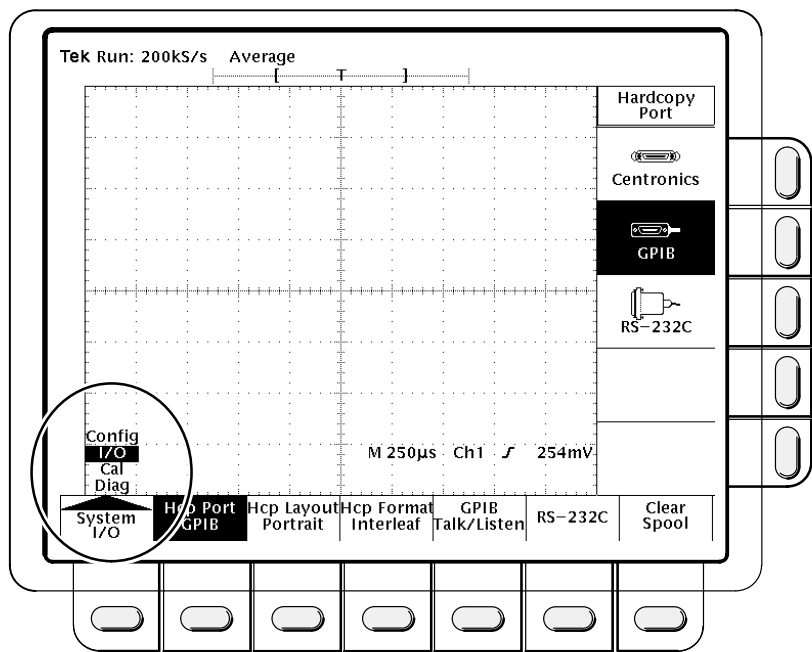 Tek Run: 200kS/s Average
[ T ]
Hardcopy
Port
Centronics
GPIB
RS–232C
Config
I/O
Cal
Diag
M 250µs Ch1 254mV
System
I/O
Hcp Port
GPIB
Hcp Layout
Portrait
Hcp Format
Interleaf
GPIB
Talk/Listen
RS–232C
Clear
Spool